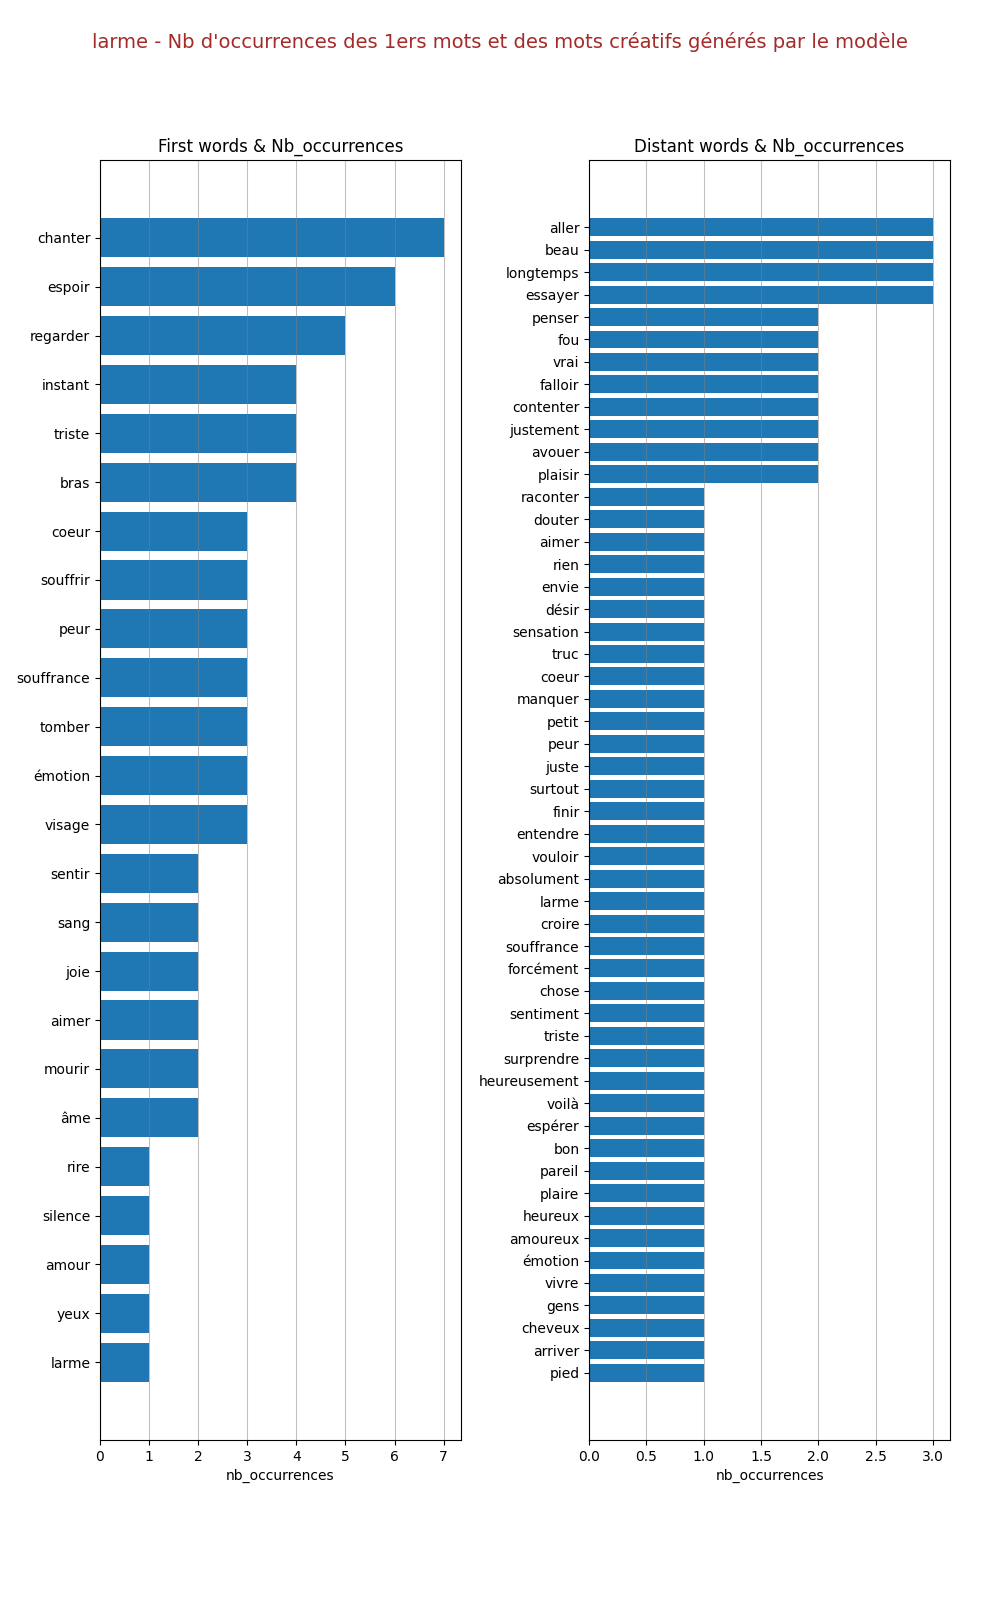 larme - Nb d'occurrences des 1ers mots et des mots créatifs générés par le modèle
First words & Nb_occurrences
chanter
espoir
regarder
instant
triste
bras
coeur
souffrir
peur
souffrance
tomber
émotion
visage
sentir
sang
joie
aimer
mourir
âme
rire
silence
amour
yeux
larme
0 1 2 3 4 5 6 7
nb_occurrences
Distant words & Nb_occurrences
aller
beau
longtemps
essayer
penser
fou
vrai
falloir
contenter
justement
avouer
plaisir
raconter
douter
aimer
rien
envie
désir
sensation
truc
coeur
manquer
petit
peur
juste
surtout
finir
entendre
vouloir
absolument
larme
croire
souffrance
forcément
chose
sentiment
triste
surprendre
heureusement
voilà
espérer
bon
pareil
plaire
heureux
amoureux
émotion
vivre
gens
cheveux
arriver
pied
0.0 0.5 1.0 1.5 2.0 2.5 3.0
nb_occurrences